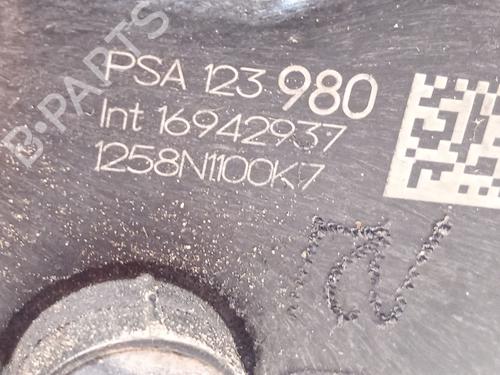 PSA 123 980
Int 16942937
1258N1100K7
B-PARTS